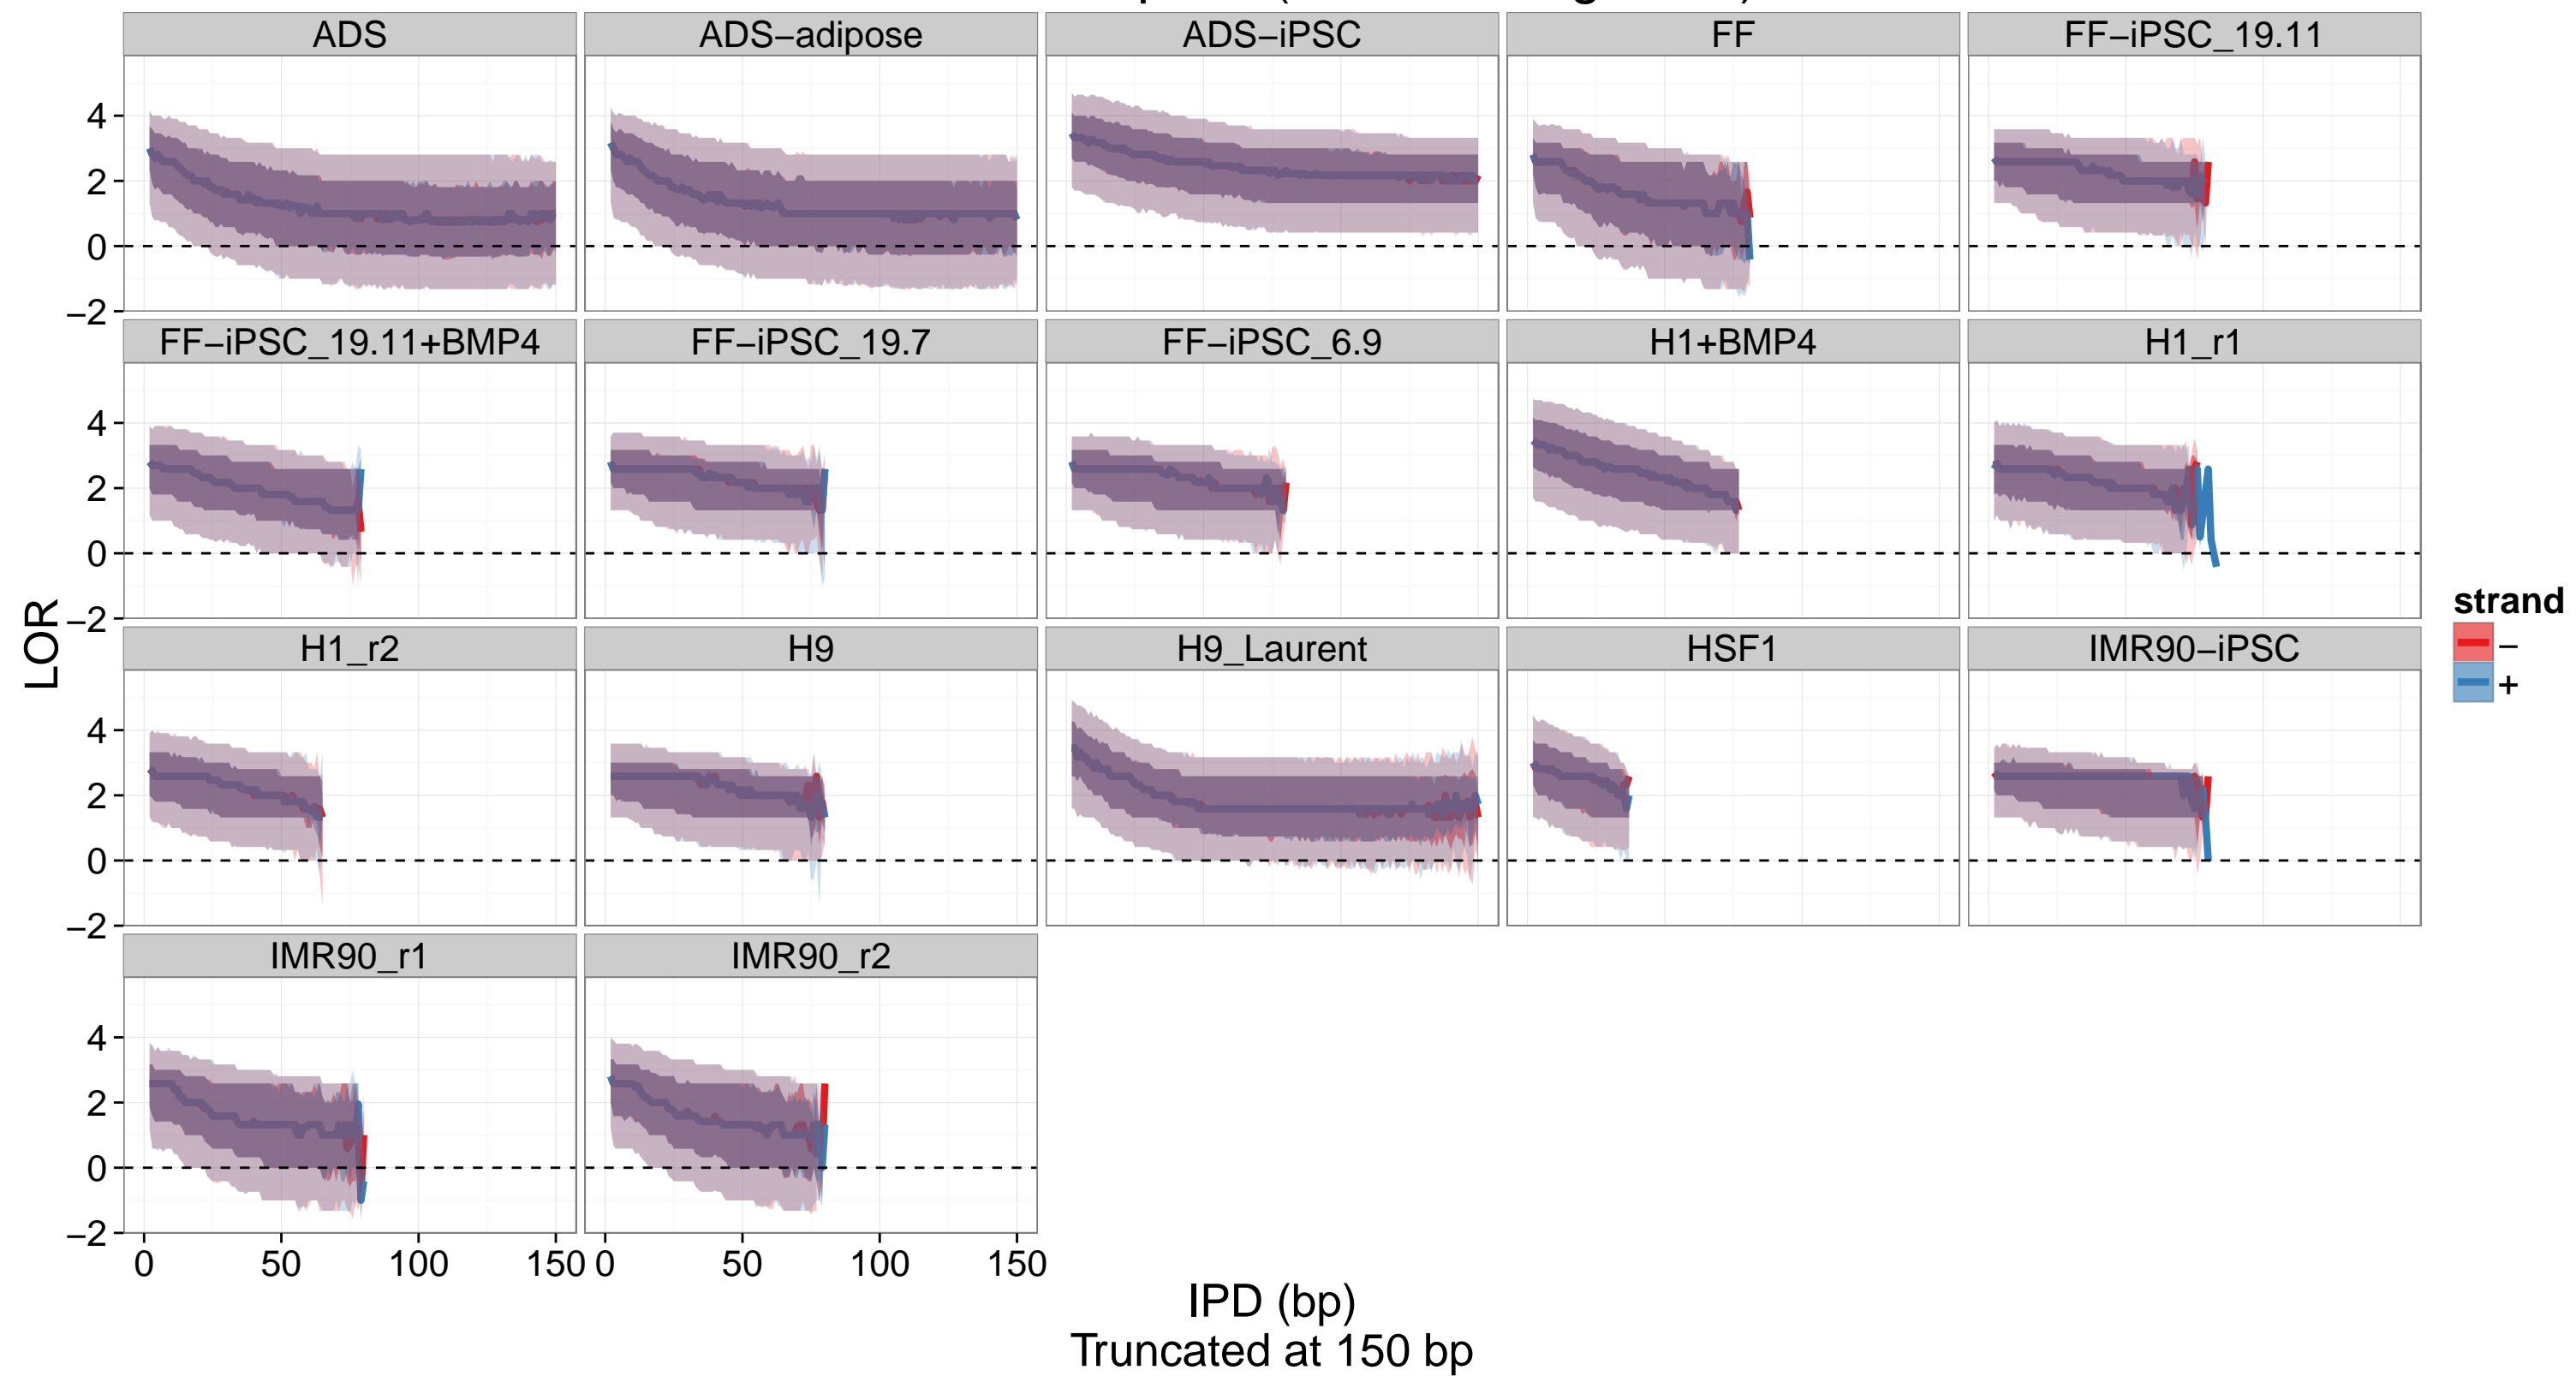 ADS ADS−adipose ADS−iPSC FF FF−iPSC_19.11
4
2
0
−2
FF−iPSC_19.11+BMP4 FF−iPSC_19.7 FF−iPSC_6.9 H1+BMP4 H1_r1
4
2
0
−2
H1_r2 H9 H9_Laurent HSF1 IMR90−iPSC
4
2
0
−2
IMR90_r1 IMR90_r2
4
2
0
−2
0 50 100 150 0 50 100 150
LOR
IPD (bp)
Truncated at 150 bp
strand
−
+